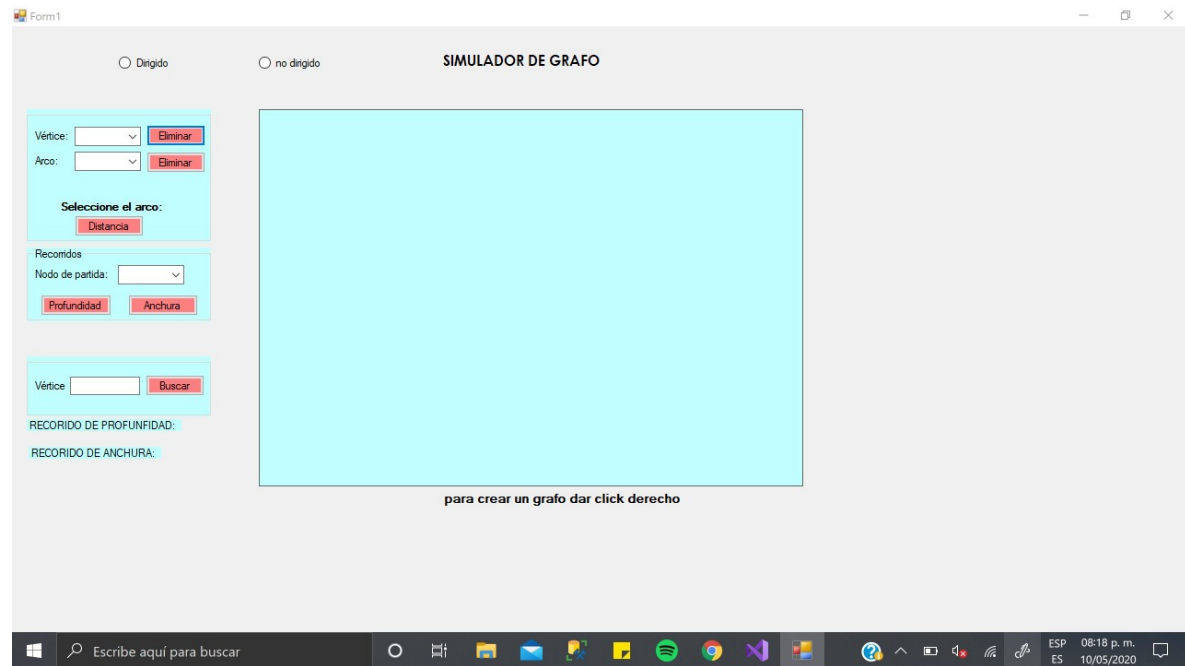 Form1
Dirigido
no dirigido
SIMULADOR DE GRAFO
Vértice:
Eliminar
Arco:
Eliminar
Seleccione el arco:
Distancia
Recorridos
Nodo de partida:
Profundidad
Anchura
Vértice
Buscar
RECORIDO DE PROFUNFIDAD:
RECORIDO DE ANCHURA:
para crear un grafo dar click derecho
Escribe aquí para buscar
ESP
ES
08:18 p. m.
10/05/2020